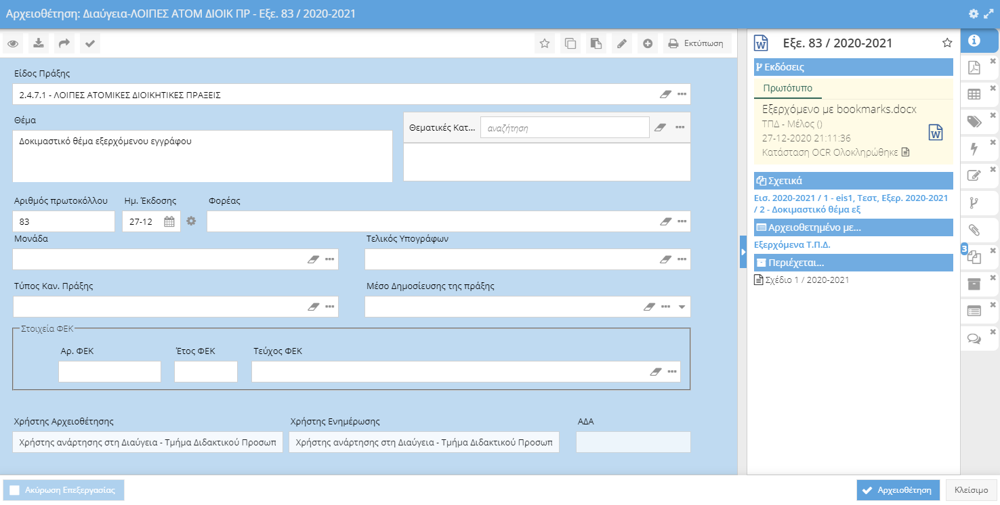 Αρχειοθέτηση: Διαύγεια-ΛΟΙΠΕΣ ΑΤΟΜ ΔΙΟΙΚ ΠΡ - Εξε. 83 / 2020-2021
Εκτύπωση
Είδος Πράξης
2.4.7.1 - ΛΟΙΠΕΣ ΑΤΟΜΙΚΕΣ ΔΙΟΙΚΗΤΙΚΕΣ ΠΡΑΞΕΙΣ
Θέμα
Δοκιμαστικό θέμα εξερχόμενου εγγράφου
Θεματικές Κατ... αναζήτηση
Αριθμός πρωτοκόλλου Ημ. Έκδοσης Φορέας
83 27-12
Μονάδα Τελικός Υπογράφων
Τύπος Καν. Πράξης Μέσο Δημοσίευσης της πράξης
Στοιχεία ΦΕΚ
Αρ. ΦΕΚ Έτος ΦΕΚ Τεύχος ΦΕΚ
Χρήστης Αρχειοθέτησης Χρήστης Ενημέρωσης ΑΔΑ
Χρήστης ανάρτησης στη Διαύγεια - Τμήμα Διδακτικού Προσωπ Χρήστης ανάρτησης στη Διαύγεια - Τμήμα Διδακτικού Προσωπ
Εξε. 83 / 2020-2021
Εκδόσεις
Πρωτότυπο
Εξερχόμενο με bookmarks.docx
ΤΠΔ - Μέλος ()
27-12-2020 21:11:36
Κατάσταση OCR Ολοκληρώθηκε
Σχετικά
Εισ. 2020-2021 / 1 - eis1, Τεστ, Εξερ. 2020-2021
/ 2 - Δοκιμαστικό θέμα εξ
Αρχειοθετημένο με...
Εξερχόμενα Τ.Π.Δ.
Περιέχεται...
Σχέδιο 1 / 2020-2021
3
Ακύρωση Επεξεργασίας Αρχειοθέτηση Κλείσιμο